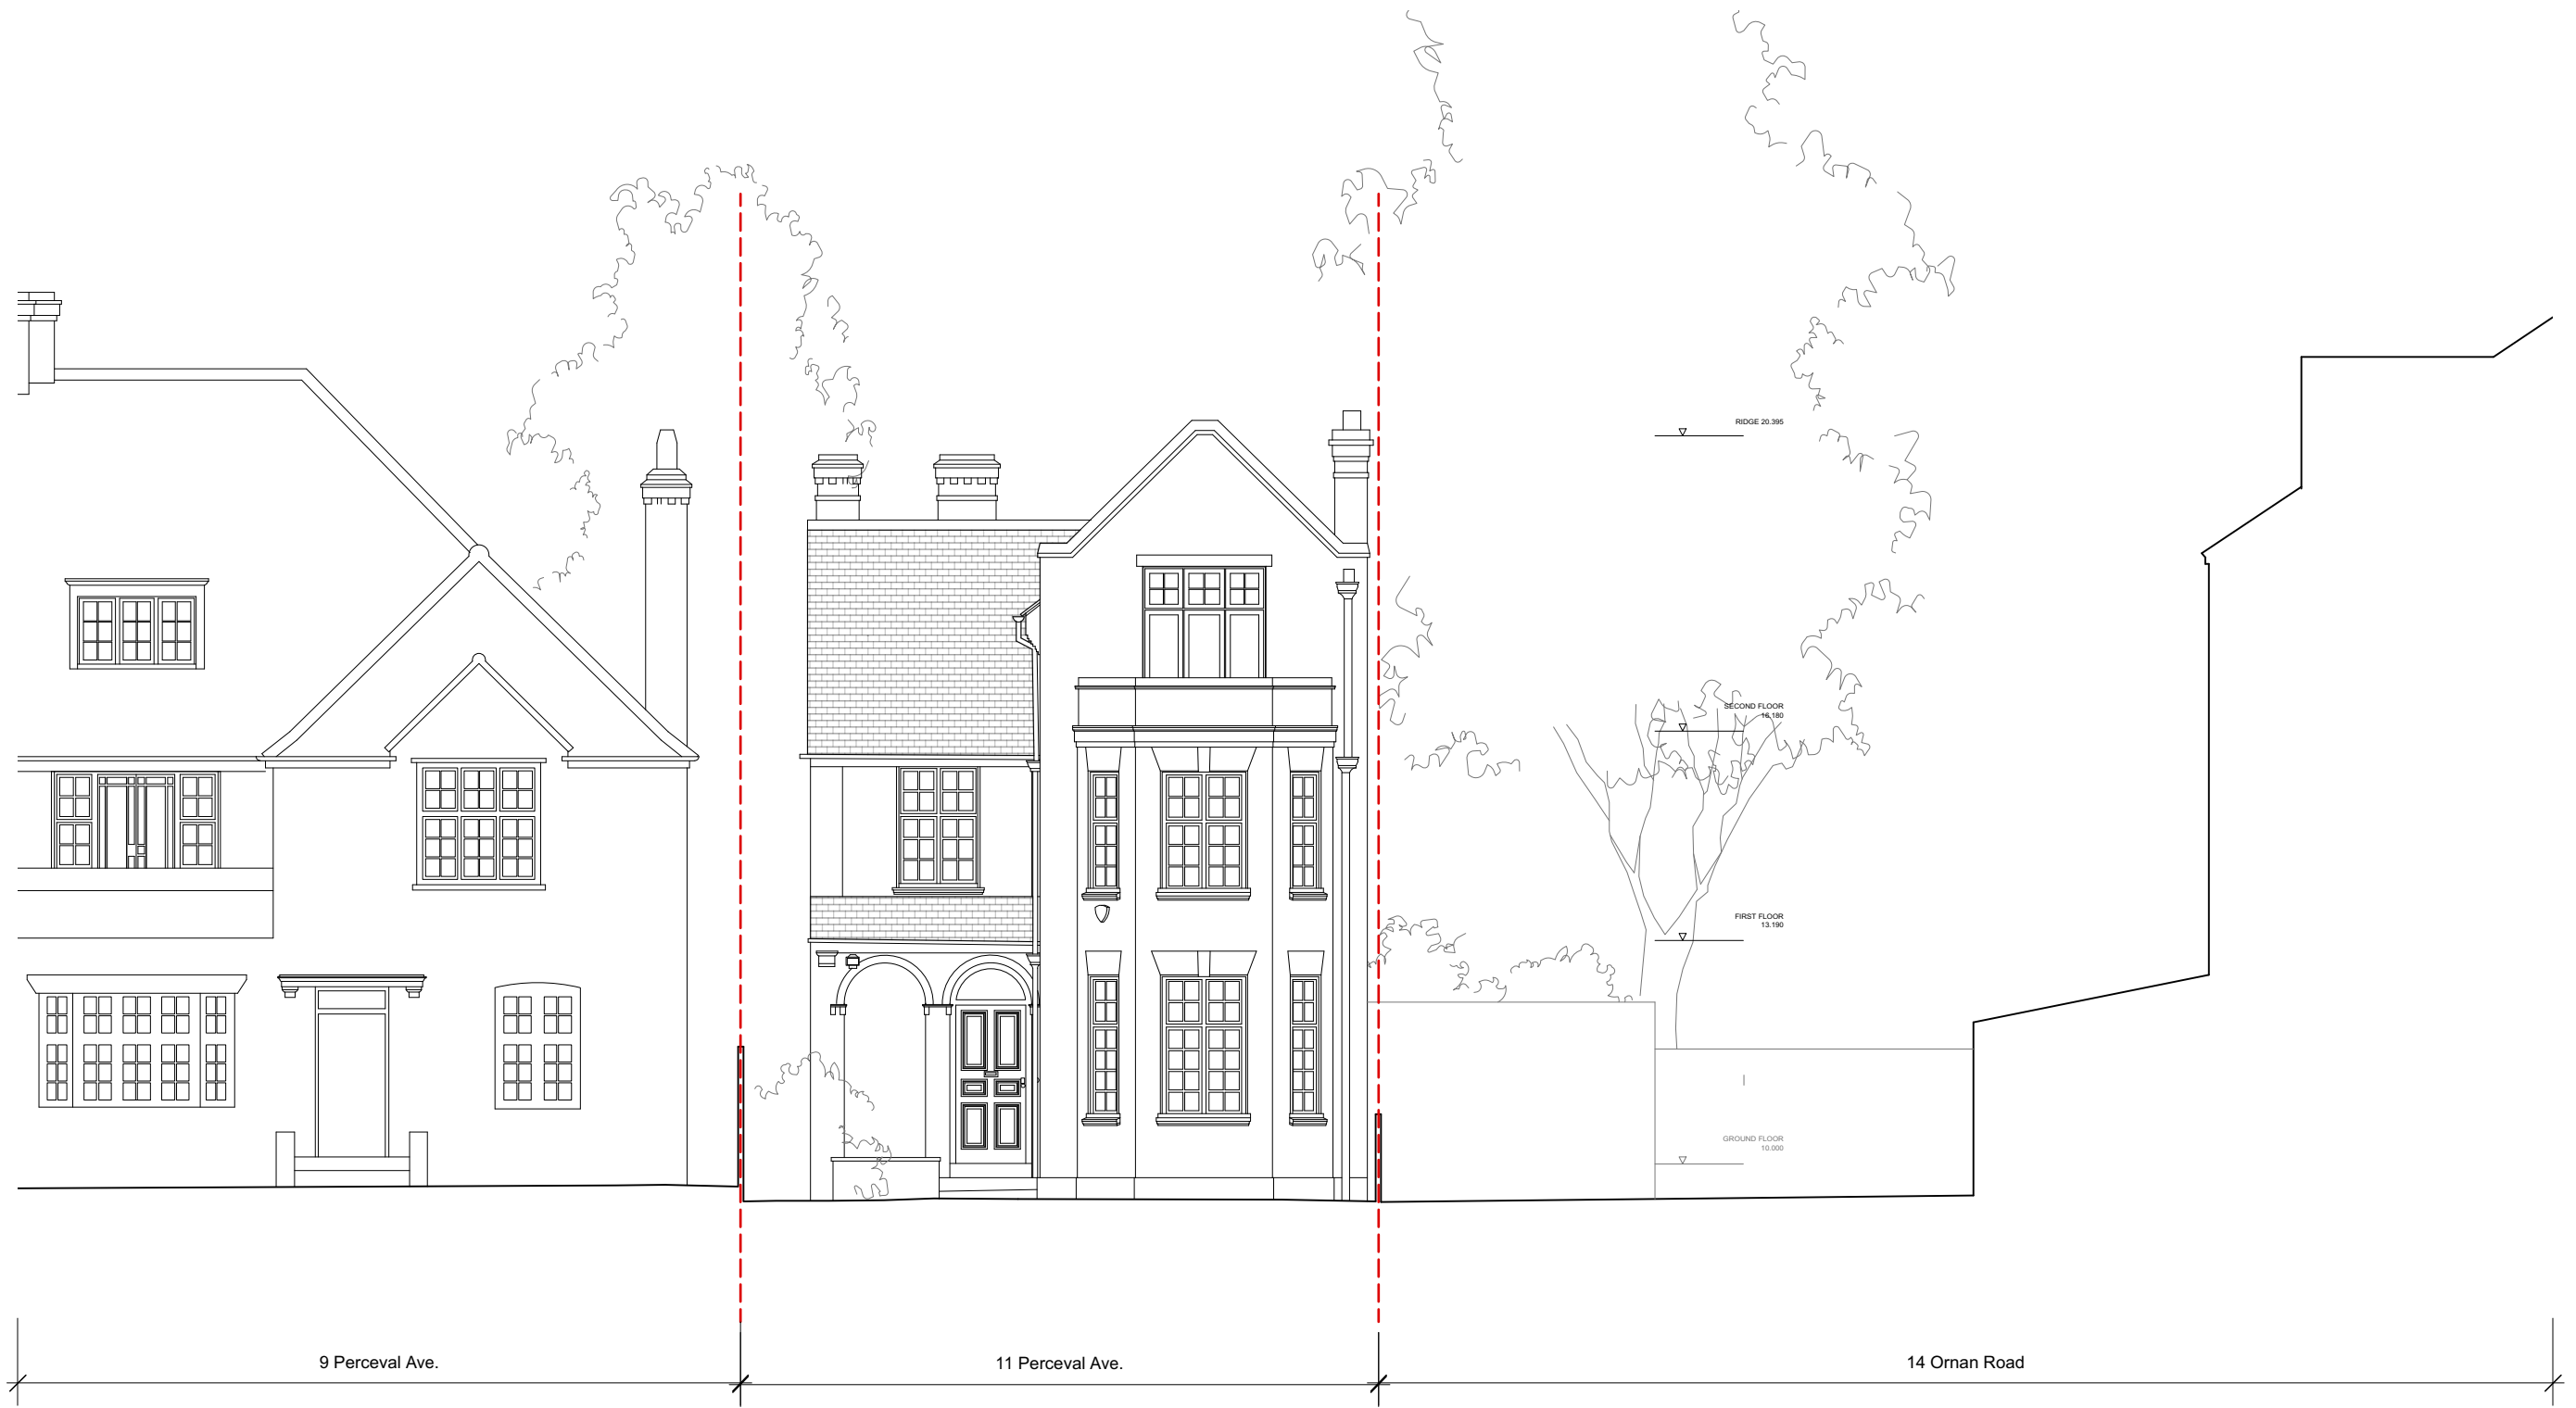 RIDGE 20.395
SECOND FLOOR
16.180
FIRST FLOOR
13.190
GROUND FLOOR
10.000
9 Perceval Ave.
11 Perceval Ave.
14 Ornan Road